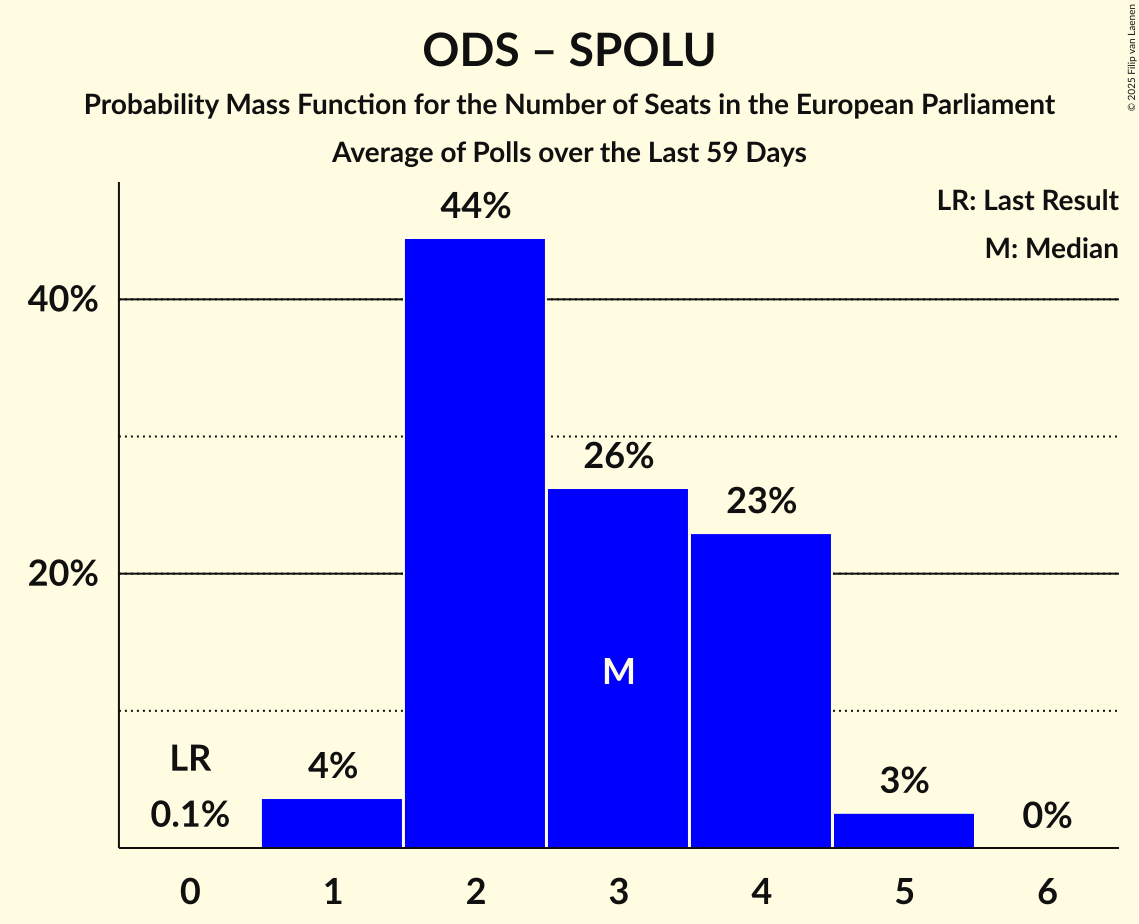 ODS – SPOLU
Probability Mass Function for the Number of Seats in the European Parliament
Average of Polls over the Last 59 Days
© 2025 Filip van Laenen
LR: Last Result
M: Median
44%
40%
26%
23%
20%
M
LR
4%
3%
0.1%
0%
0 1 2 3 4 5 6